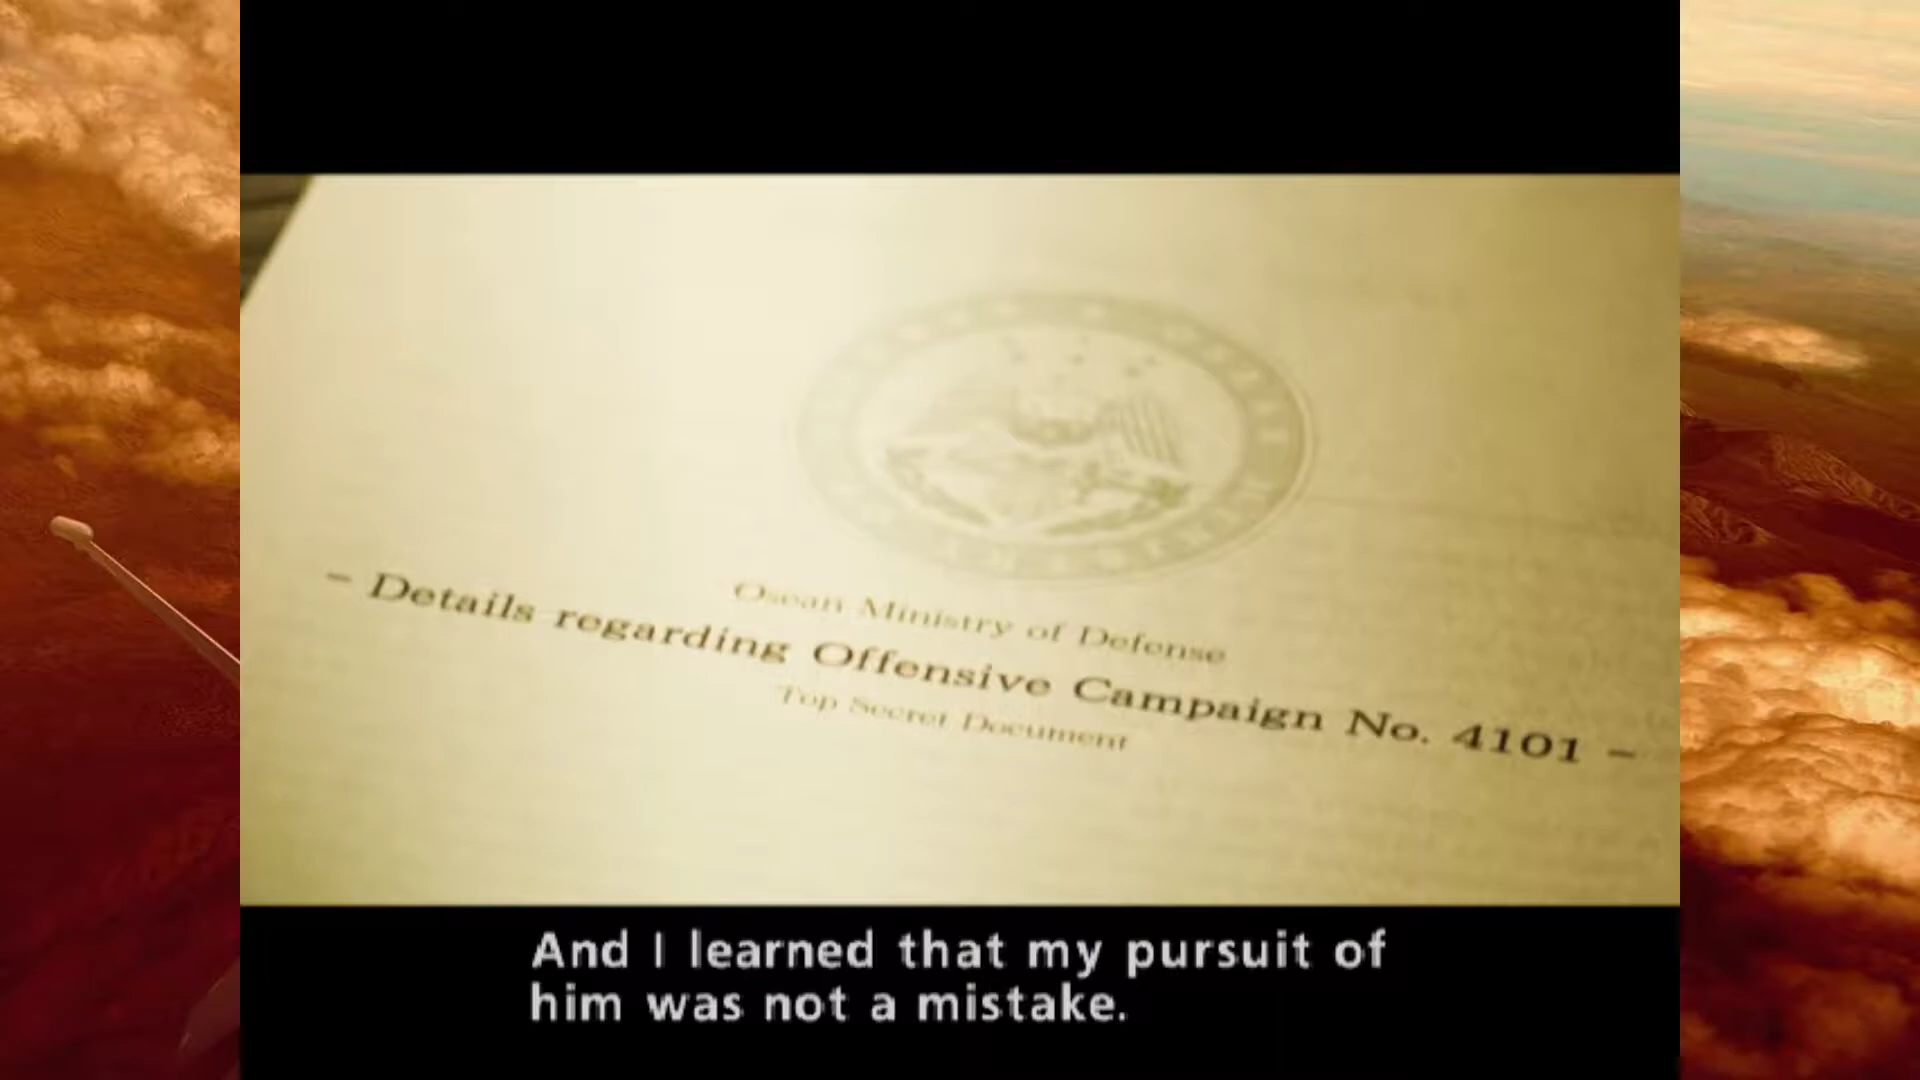 Osean Ministry of Defense
– Details regarding Offensive Campaign No. 4101 –
Top Secret Document
And I learned that my pursuit of
him was not a mistake.